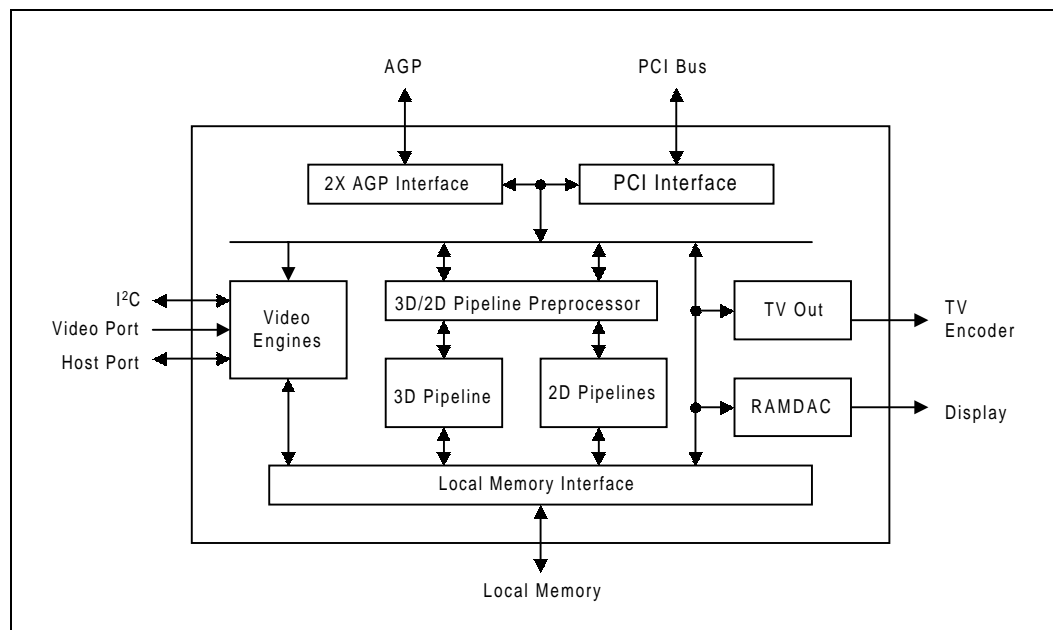 AGP
PCI Bus
2X AGP Interface
PCI Interface
I²C
Video Port
Host Port
Video
Engines
3D/2D Pipeline Preprocessor
3D Pipeline
2D Pipelines
TV Out
TV
Encoder
RAMDAC
Display
Local Memory Interface
Local Memory